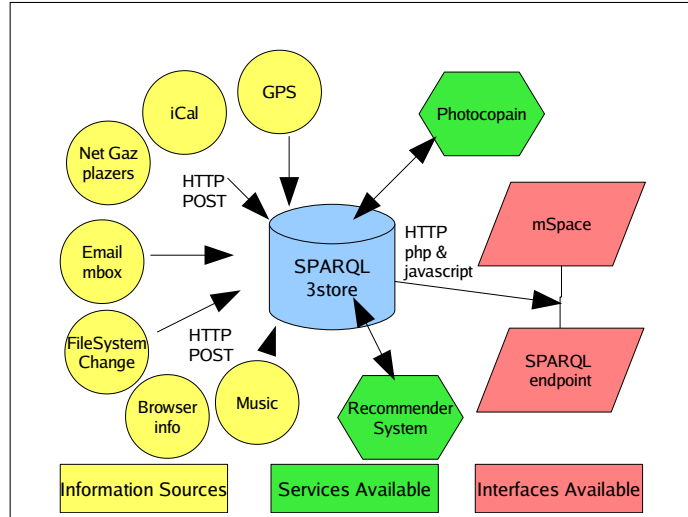 GPS
iCal
Photocopain
Net Gaz
plazers
HTTP
POST
mSpace
HTTP
php &
javascript
Email
mbox
SPARQL
3store
FileSystem
Change
HTTP
POST
SPARQL
endpoint
Browser
info
Music
Recommender
System
Information Sources
Services Available
Interfaces Available